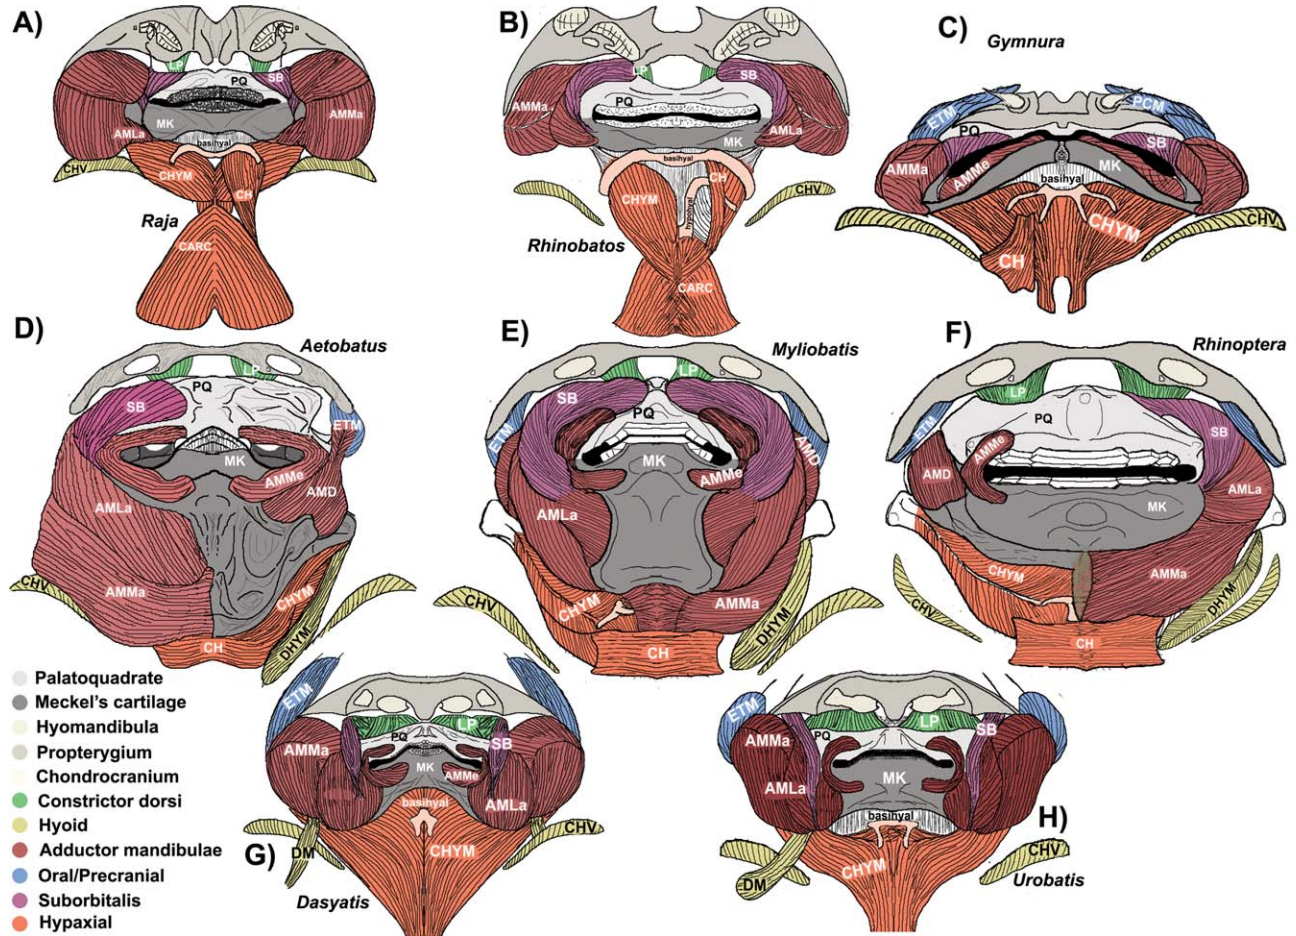 A)
LP
SB
PQ
AMMa
AMLa
MK
basihyal
CHV
CHYM
CH
Raja
CARC
B)
LP
SB
AMMa
PQ
MK
AMLa
basihyal
CH
CHYM
hypohyal
CHV
Rhinobatos
CARC
C)
Gymnura
ETM
PCM
PQ
SB
AMMa
AMMe
MK
basihyal
CHYM
CHV
CH
D)
Aetobatus
LP
PQ
SB
ETM
MK
AMMe
AMD
AMLa
CHV
AMMa
CHYM
DHYM
CH
E)
Myliobatis
LP
SB
PQ
ETM
AMD
MK
AMMe
AMLa
CHV
CHYM
AMMa
DHYM
CH
F)
Rhinoptera
LP
PQ
ETM
SB
AMMe
AMD
AMLa
MK
CHYM
AMMa
CHV
DHYM
CH
Palatoquadrate
Meckel's cartilage
Hyomandibula
Propterygium
Chondrocranium
Constrictor dorsi
Hyoid
Adductor mandibulae
Oral/Precranial
Suborbitalis
Hypaxial
ETM
LP
AMMa
PQ
SB
MK
AMMe
AMLa
basihyal
CHV
G)
DM
CHYM
Dasyatis
ETM
LP
SB
AMMa
PQ
MK
AMLa
basihyal
H)
CHV
CHYM
DM
Urobatis